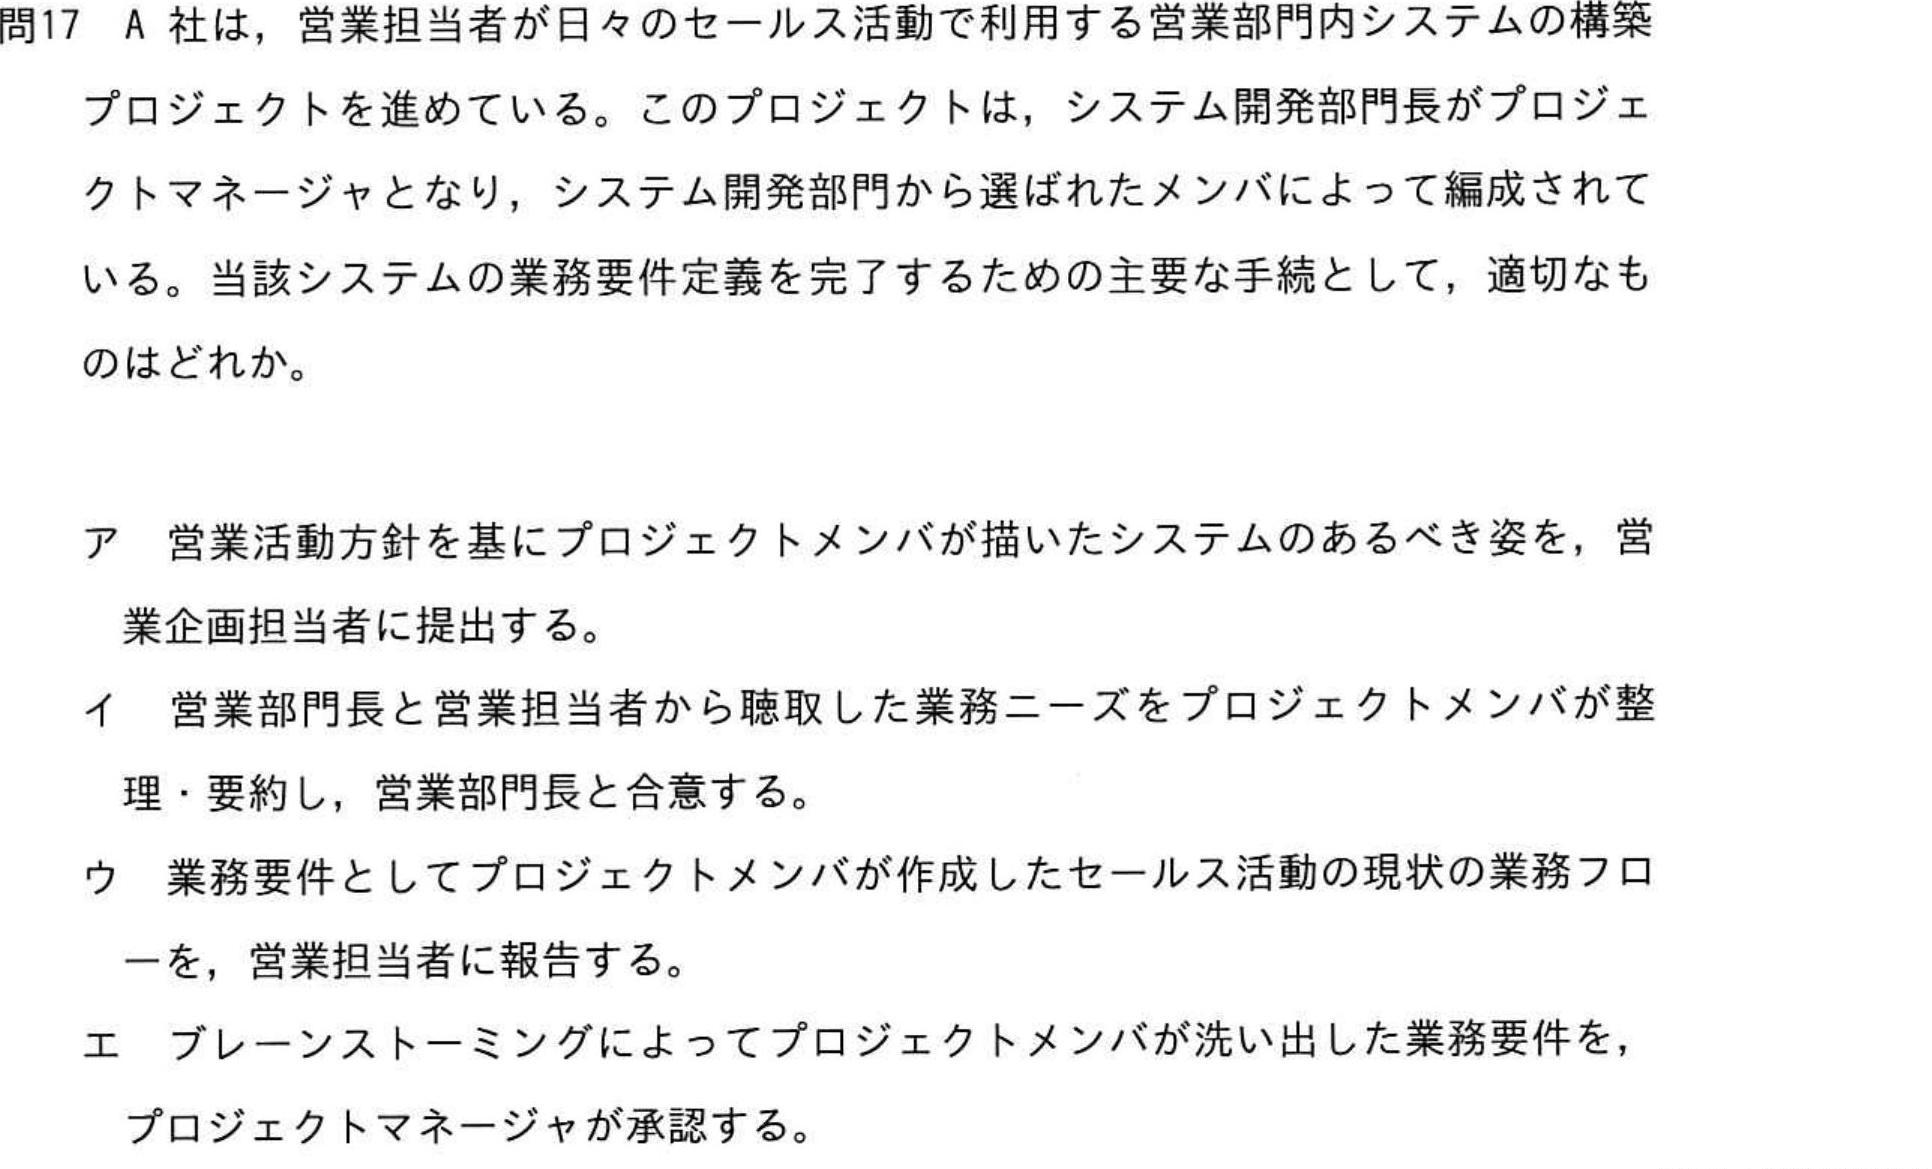 問17 A 社は，営業担当者が日々のセールス活動で利用する営業部門内システムの構築
プロジェクトを進めている。このプロジェクトは，システム開発部門長がプロジェ
クトマネージャとなり，システム開発部門から選ばれたメンバによって編成されて
いる。当該システムの業務要件定義を完了するための主要な手続として，適切なも
のはどれか。
ア 営業活動方針を基にプロジェクトメンバが描いたシステムのあるべき姿を，営
業企画担当者に提出する。
イ 営業部門長と営業担当者から聴取した業務ニーズをプロジェクトメンバが整
理・要約し，営業部門長と合意する。
ウ 業務要件としてプロジェクトメンバが作成したセールス活動の現状の業務フロ
ーを，営業担当者に報告する。
エ ブレーンストーミングによってプロジェクトメンバが洗い出した業務要件を，
プロジェクトマネージャが承認する。